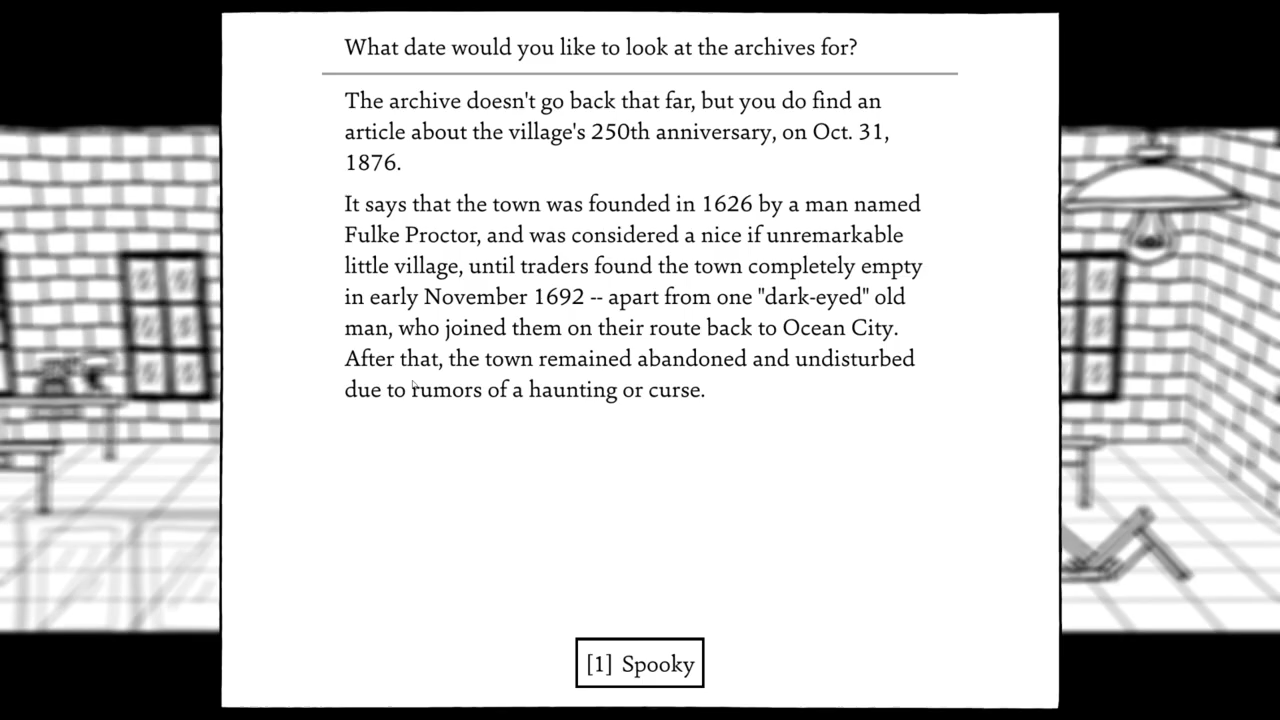 What date would you like to look at the archives for?
The archive doesn't go back that far, but you do find an
article about the village's 250th anniversary, on Oct. 31,
1876.
It says that the town was founded in 1626 by a man named
Fulke Proctor, and was considered a nice if unremarkable
little village, until traders found the town completely empty
in early November 1692 -- apart from one "dark-eyed" old
man, who joined them on their route back to Ocean City.
After that, the town remained abandoned and undisturbed
due to rumors of a haunting or curse.
[1] Spooky